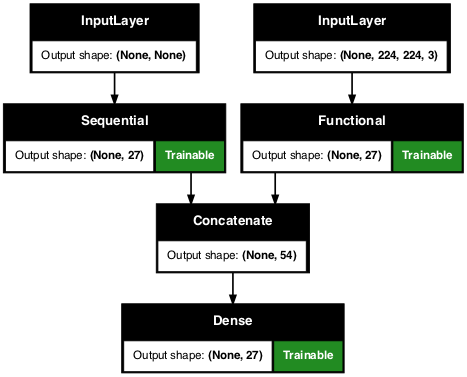 InputLayer
Output shape: (None, None)
InputLayer
Output shape: (None, 224, 224, 3)
Sequential
Output shape: (None, 27)
Trainable
Functional
Output shape: (None, 27)
Trainable
Concatenate
Output shape: (None, 54)
Dense
Output shape: (None, 27)
Trainable